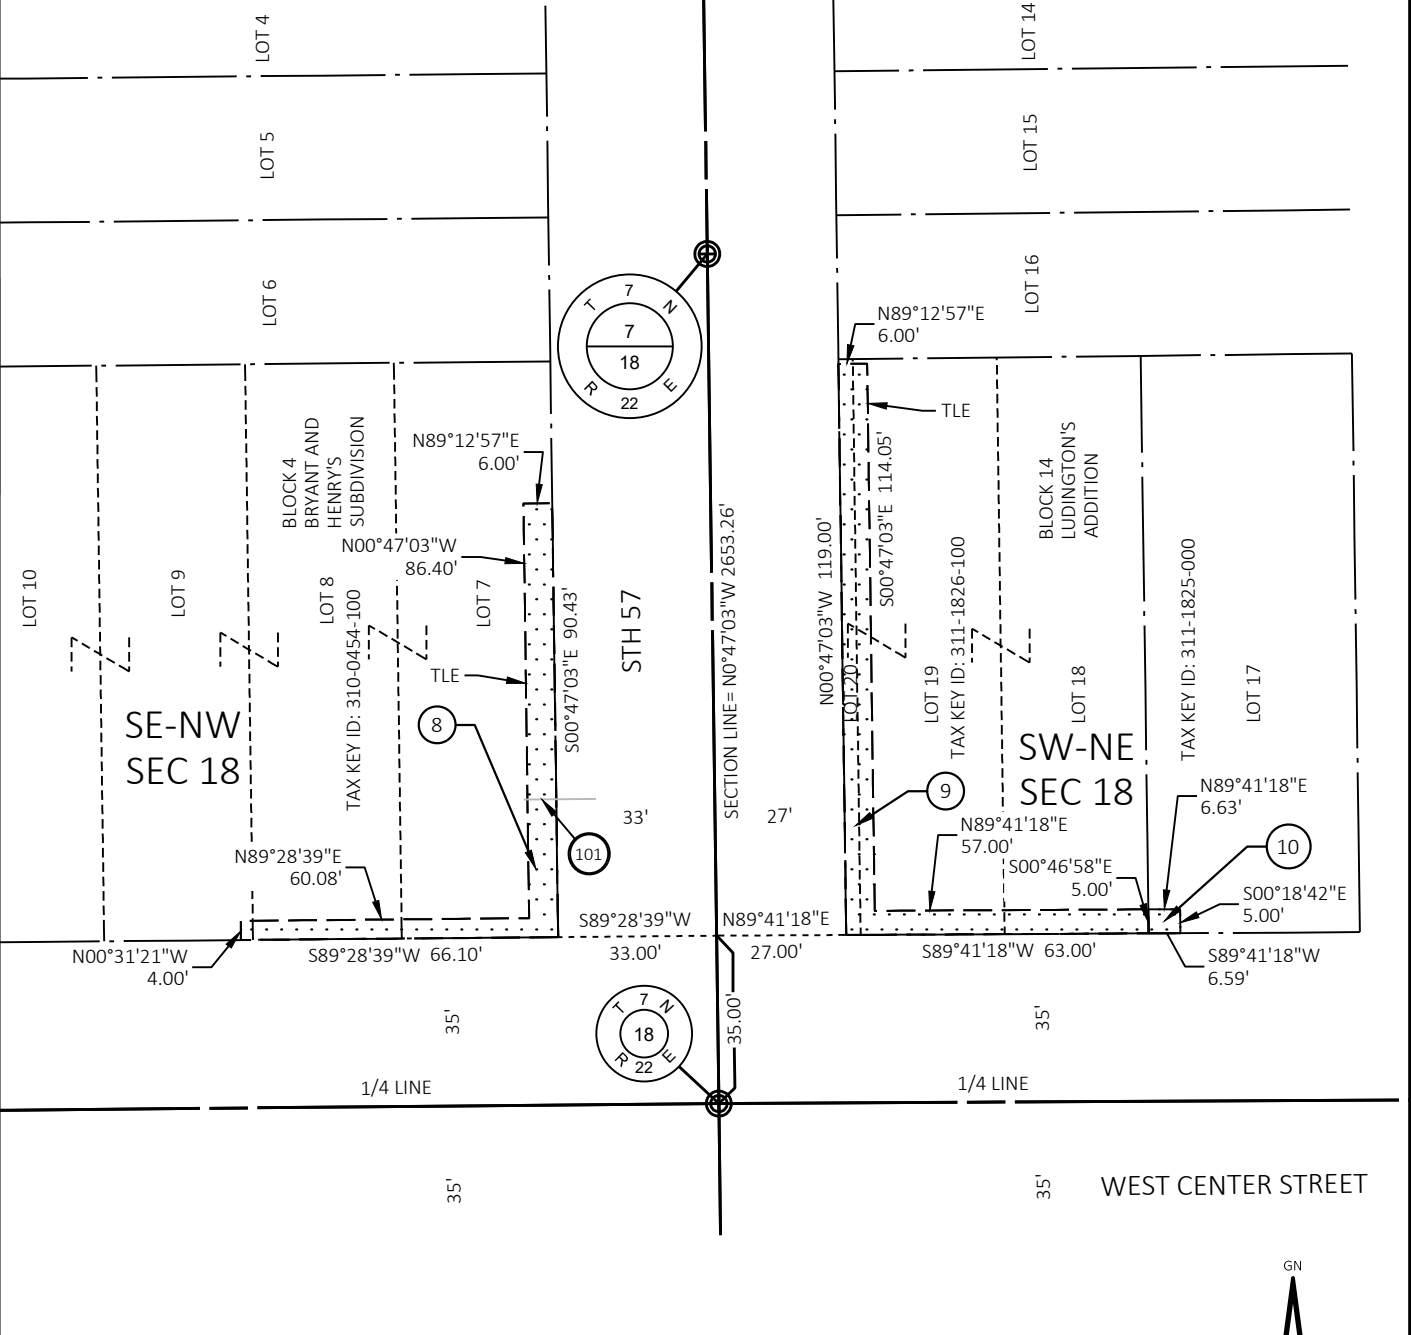 LOT 4
LOT 14
LOT 5
LOT 15
LOT 6
LOT 16
T 7 N
7
18
R 22 E
N89°12'57"E
6.00'
TLE
BLOCK 4
BRYANT AND
HENRY'S
SUBDIVISION
N89°12'57"E
6.00'
N00°47'03"W
86.40'
S00°47'03"E 114.05'
BLOCK 14
LUDINGTON'S
ADDITION
LOT 10
LOT 9
LOT 8
TAX KEY ID: 310-0454-100
LOT 7
TLE
S00°47'03"E 90.43'
STH 57
SECTION LINE= N0°47'03"W 2653.26'
N00°47'03"W 119.00'
LOT 20
LOT 19
TAX KEY ID: 311-1826-100
LOT 18
TAX KEY ID: 311-1825-000
LOT 17
SE-NW
SEC 18
8
SW-NE
SEC 18
9
33'
27'
101
N89°41'18"E
6.63'
N89°41'18"E
57.00'
10
N89°28'39"E
60.08'
S00°46'58"E
5.00'
S00°18'42"E
5.00'
S89°28'39"W
N89°41'18"E
N00°31'21"W
4.00'
S89°28'39"W 66.10'
33.00'
27.00'
S89°41'18"W 63.00'
S89°41'18"W
6.59'
35'
T 7 N
18
R 22 E
35.00'
35'
1/4 LINE
1/4 LINE
35'
35'
WEST CENTER STREET
GN